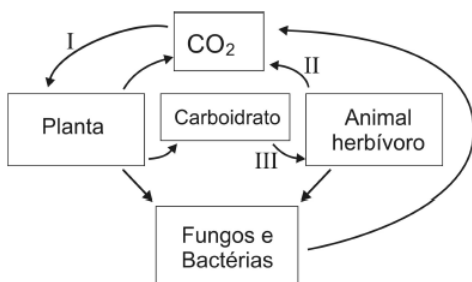 I
CO₂
II
Planta
Carboidrato
Animal
herbívoro
III
Fungos e
Bactérias